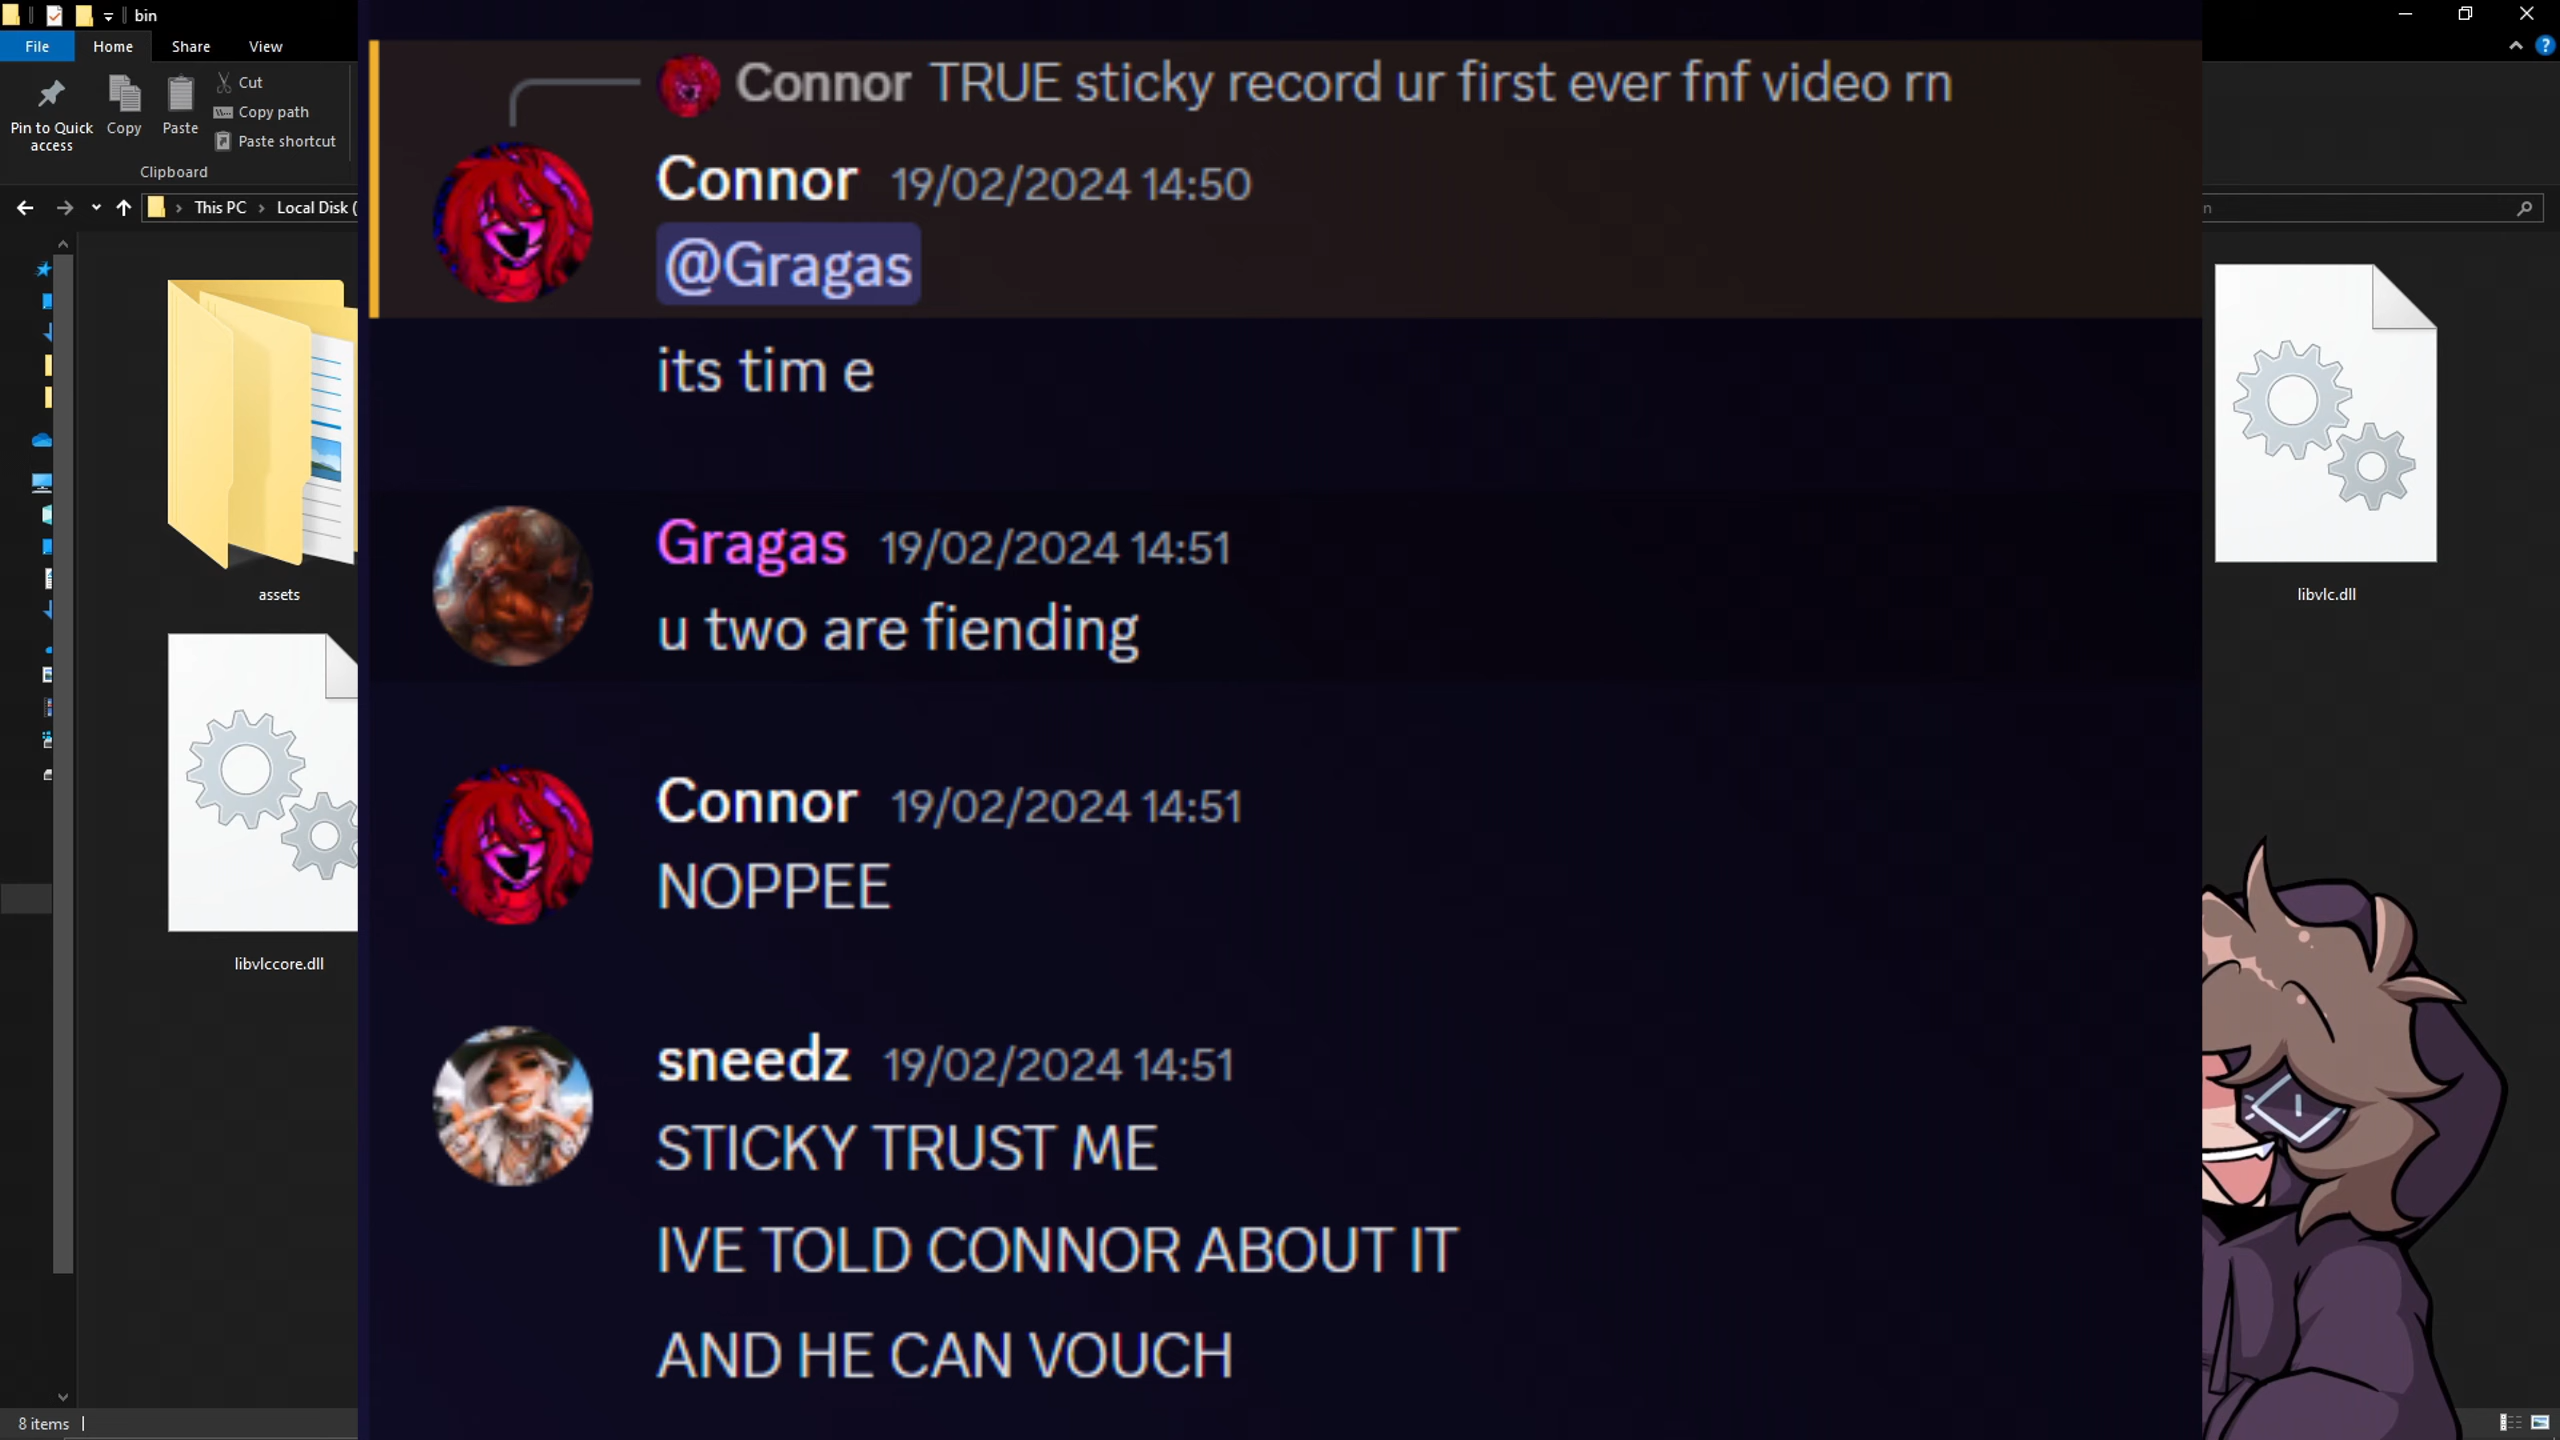 bin
File Home Share View
Pin to Quick access
Copy
Paste
Cut
Copy path
Paste shortcut
Clipboard
This PC Local Disk (
assets
libvlccore.dll
8 items
Connor TRUE sticky record ur first ever fnf video rn
Connor 19/02/2024 14:50
@Gragas
its tim e
Gragas 19/02/2024 14:51
u two are fiending
Connor 19/02/2024 14:51
NOPPEE
sneedz 19/02/2024 14:51
STICKY TRUST ME
IVE TOLD CONNOR ABOUT IT
AND HE CAN VOUCH
n
libvlc.dll